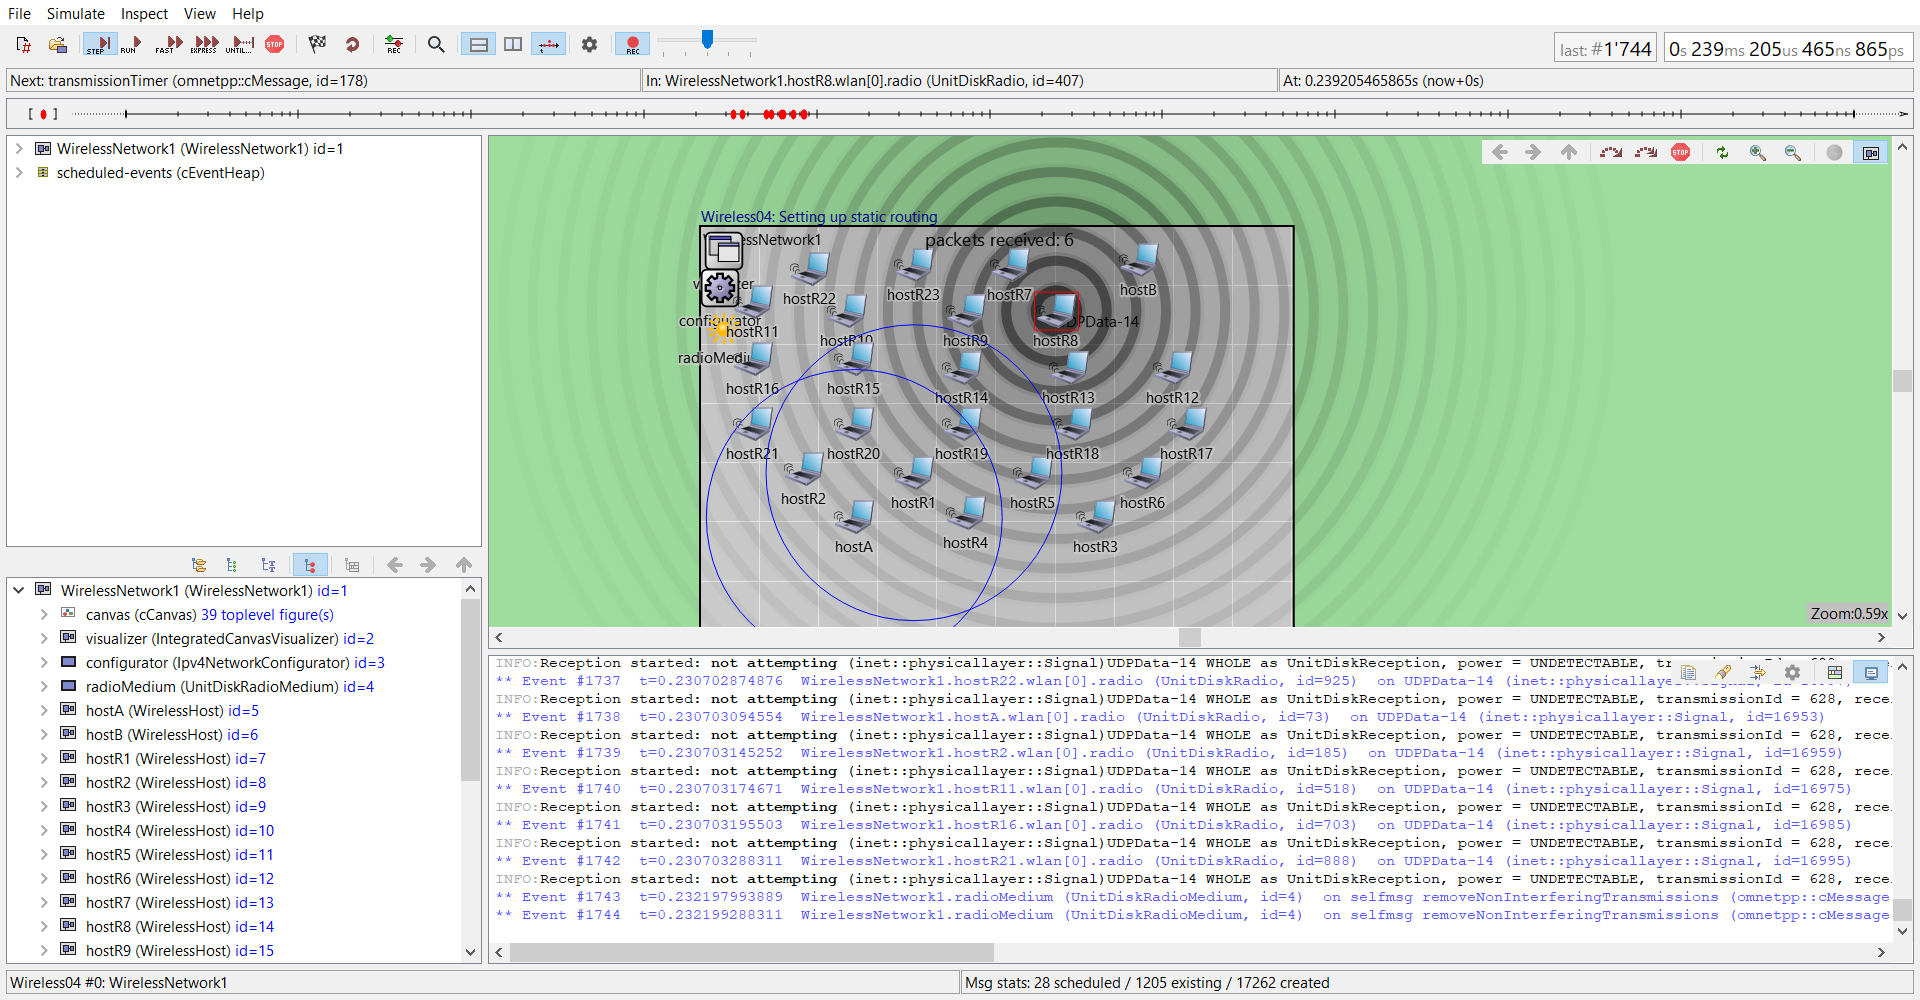 File Simulate Inspect View Help
STEP RUN FAST EXPRESS UNTIL... STOP REC REC
last: #1'744 0s 239ms 205us 465ns 865ps
Next: transmissionTimer (omnetpp::cMessage, id=178) In: WirelessNetwork1.hostR8.wlan[0].radio (UnitDiskRadio, id=407) At: 0.239205465865s (now+0s)
WirelessNetwork1 (WirelessNetwork1) id=1
scheduled-events (cEventHeap)
WirelessNetwork1 (WirelessNetwork1) id=1
canvas (cCanvas) 39 toplevel figure(s)
visualizer (IntegratedCanvasVisualizer) id=2
configurator (Ipv4NetworkConfigurator) id=3
radioMedium (UnitDiskRadioMedium) id=4
hostA (WirelessHost) id=5
hostB (WirelessHost) id=6
hostR1 (WirelessHost) id=7
hostR2 (WirelessHost) id=8
hostR3 (WirelessHost) id=9
hostR4 (WirelessHost) id=10
hostR5 (WirelessHost) id=11
hostR6 (WirelessHost) id=12
hostR7 (WirelessHost) id=13
hostR8 (WirelessHost) id=14
hostR9 (WirelessHost) id=15
STOP
Wireless04: Setting up static routing
essNetwork1 packets received: 6
hostR22 hostR23 hostR7 hostB
configurator hostR11 hostR10 hostR9 hostR8 DPData-14
radioMedi
hostR16 hostR15 hostR14 hostR13 hostR12
hostR21 hostR20 hostR19 hostR18 hostR17
hostR2 hostR1 hostR5 hostR6
hostA hostR4 hostR3
Zoom:0.59x
INFO:Reception started: not attempting (inet::physicallayer::Signal)UDPData-14 WHOLE as UnitDiskReception, power = UNDETECTABLE,
** Event #1737 t=0.230702874876 WirelessNetwork1.hostR22.wlan[0].radio (UnitDiskRadio, id=925) on UDPData-14 (inet::physicallayer::Signal,
INFO:Reception started: not attempting (inet::physicallayer::Signal)UDPData-14 WHOLE as UnitDiskReception, power = UNDETECTABLE, transmissionId = 628, rece
** Event #1738 t=0.230703094554 WirelessNetwork1.hostA.wlan[0].radio (UnitDiskRadio, id=73) on UDPData-14 (inet::physicallayer::Signal, id=16953)
INFO:Reception started: not attempting (inet::physicallayer::Signal)UDPData-14 WHOLE as UnitDiskReception, power = UNDETECTABLE, transmissionId = 628, rece
** Event #1739 t=0.230703145252 WirelessNetwork1.hostR2.wlan[0].radio (UnitDiskRadio, id=185) on UDPData-14 (inet::physicallayer::Signal, id=16959)
INFO:Reception started: not attempting (inet::physicallayer::Signal)UDPData-14 WHOLE as UnitDiskReception, power = UNDETECTABLE, transmissionId = 628, rece
** Event #1740 t=0.230703174671 WirelessNetwork1.hostR11.wlan[0].radio (UnitDiskRadio, id=518) on UDPData-14 (inet::physicallayer::Signal, id=16975)
INFO:Reception started: not attempting (inet::physicallayer::Signal)UDPData-14 WHOLE as UnitDiskReception, power = UNDETECTABLE, transmissionId = 628, rece
** Event #1741 t=0.230703195503 WirelessNetwork1.hostR16.wlan[0].radio (UnitDiskRadio, id=703) on UDPData-14 (inet::physicallayer::Signal, id=16985)
INFO:Reception started: not attempting (inet::physicallayer::Signal)UDPData-14 WHOLE as UnitDiskReception, power = UNDETECTABLE, transmissionId = 628, rece
** Event #1742 t=0.230703288311 WirelessNetwork1.hostR21.wlan[0].radio (UnitDiskRadio, id=888) on UDPData-14 (inet::physicallayer::Signal, id=16995)
INFO:Reception started: not attempting (inet::physicallayer::Signal)UDPData-14 WHOLE as UnitDiskReception, power = UNDETECTABLE, transmissionId = 628, rece
** Event #1743 t=0.232197993889 WirelessNetwork1.radioMedium (UnitDiskRadioMedium, id=4) on selfmsg removeNonInterferingTransmissions (omnetpp::cMessage
** Event #1744 t=0.232199288311 WirelessNetwork1.radioMedium (UnitDiskRadioMedium, id=4) on selfmsg removeNonInterferingTransmissions (omnetpp::cMessage
Wireless04 #0: WirelessNetwork1 Msg stats: 28 scheduled / 1205 existing / 17262 created